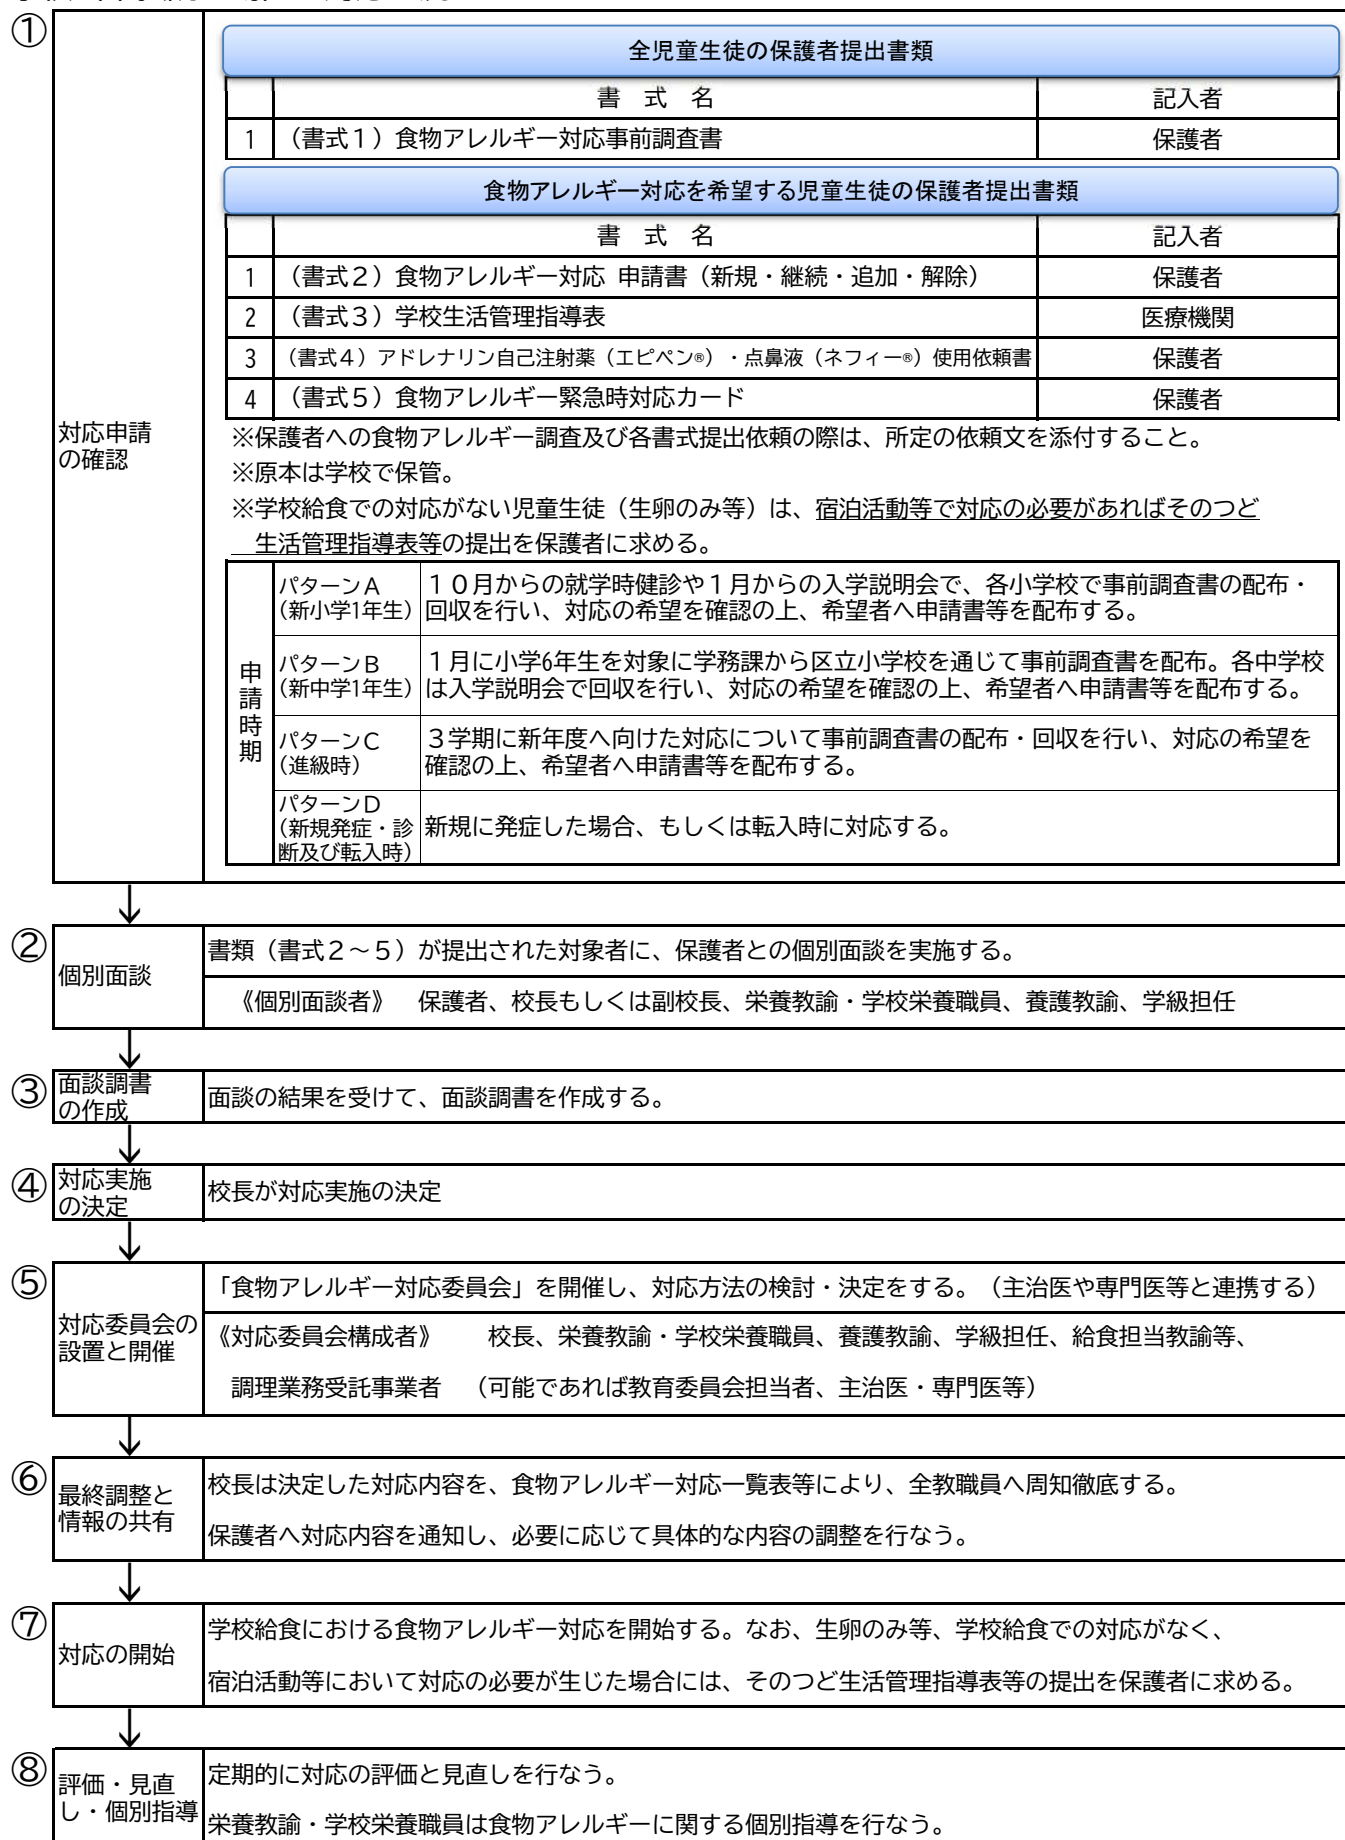 ①
全児童生徒の保護者提出書類
書 式 名 記入者
1 （書式１）食物アレルギー対応事前調査書 保護者
食物アレルギー対応を希望する児童生徒の保護者提出書類
書 式 名 記入者
1 （書式２）食物アレルギー対応 申請書（新規・継続・追加・解除） 保護者
2 （書式３）学校生活管理指導表 医療機関
3 （書式４）アドレナリン自己注射薬（エピペン®）・点鼻液（ネフィー®）使用依頼書 保護者
4 （書式５）食物アレルギー緊急時対応カード 保護者
対応申請
の確認
※保護者への食物アレルギー調査及び各書式提出依頼の際は、所定の依頼文を添付すること。
※原本は学校で保管。
※学校給食での対応がない児童生徒（生卵のみ等）は、宿泊活動等で対応の必要があればそのつど
生活管理指導表等の提出を保護者に求める。
申請時期
パターンＡ
（新小学1年生）
１０月からの就学時健診や１月からの入学説明会で、各小学校で事前調査書の配布・
回収を行い、対応の希望を確認の上、希望者へ申請書等を配布する。
パターンＢ
（新中学1年生）
１月に小学6年生を対象に学務課から区立小学校を通じて事前調査書を配布。各中学校
は入学説明会で回収を行い、対応の希望を確認の上、希望者へ申請書等を配布する。
パターンＣ
（進級時）
３学期に新年度へ向けた対応について事前調査書の配布・回収を行い、対応の希望を
確認の上、希望者へ申請書等を配布する。
パターンＤ
（新規発症・診
断及び転入時）
新規に発症した場合、もしくは転入時に対応する。
②
個別面談
書類（書式２～５）が提出された対象者に、保護者との個別面談を実施する。
《個別面談者》 保護者、校長もしくは副校長、栄養教諭・学校栄養職員、養護教諭、学級担任
③
面談調書
の作成
面談の結果を受けて、面談調書を作成する。
④
対応実施
の決定
校長が対応実施の決定
⑤
対応委員会の
設置と開催
「食物アレルギー対応委員会」を開催し、対応方法の検討・決定をする。（主治医や専門医等と連携する）
《対応委員会構成者》 校長、栄養教諭・学校栄養職員、養護教諭、学級担任、給食担当教諭等、
調理業務受託事業者 （可能であれば教育委員会担当者、主治医・専門医等）
⑥
最終調整と
情報の共有
校長は決定した対応内容を、食物アレルギー対応一覧表等により、全教職員へ周知徹底する。
保護者へ対応内容を通知し、必要に応じて具体的な内容の調整を行なう。
⑦
対応の開始
学校給食における食物アレルギー対応を開始する。なお、生卵のみ等、学校給食での対応がなく、
宿泊活動等において対応の必要が生じた場合には、そのつど生活管理指導表等の提出を保護者に求める。
⑧
評価・見直
し・個別指導
定期的に対応の評価と見直しを行なう。
栄養教諭・学校栄養職員は食物アレルギーに関する個別指導を行なう。